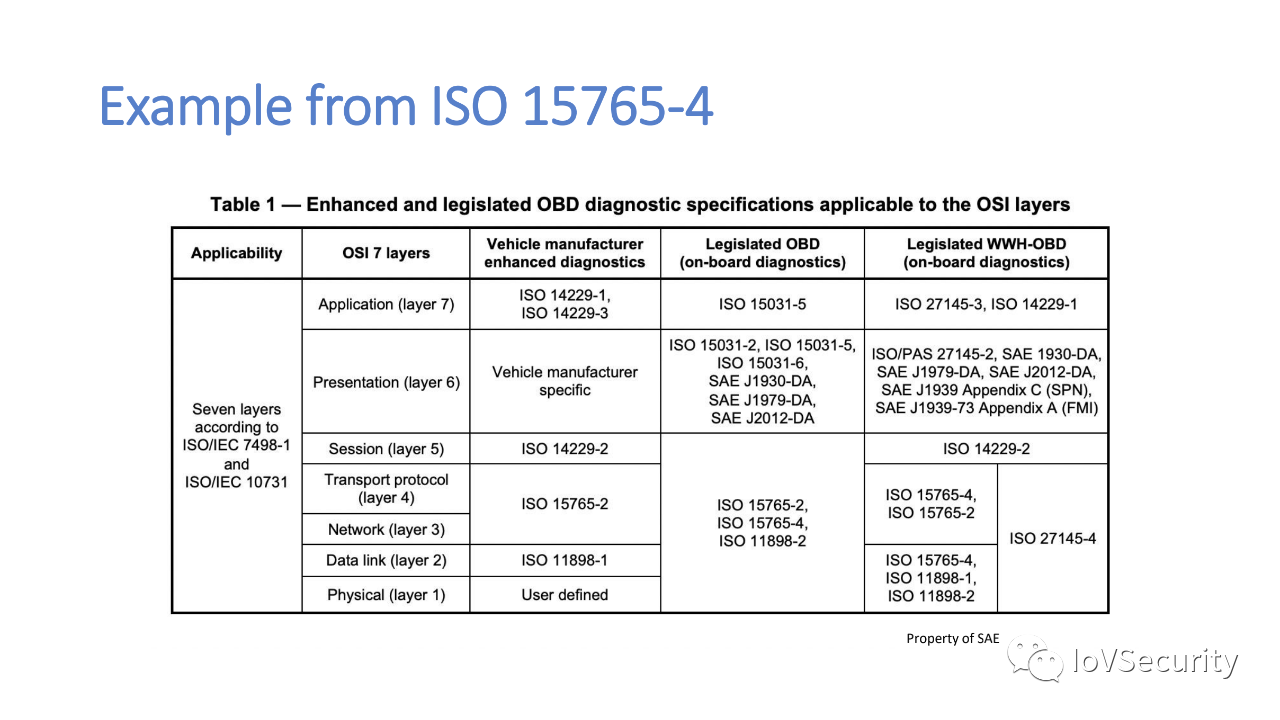 Example from ISO 15765-4
Table 1 — Enhanced and legislated OBD diagnostic specifications applicable to the OSI layers
Applicability
OSI 7 layers
Vehicle manufacturer
enhanced diagnostics
Legislated OBD
(on-board diagnostics)
Legislated WWH-OBD
(on-board diagnostics)
Seven layers
according to
ISO/IEC 7498-1
and
ISO/IEC 10731
Application (layer 7)
ISO 14229-1,
ISO 14229-3
ISO 15031-5
ISO 27145-3, ISO 14229-1
Presentation (layer 6)
Vehicle manufacturer
specific
ISO 15031-2, ISO 15031-5,
ISO 15031-6,
SAE J1930-DA,
SAE J1979-DA,
SAE J2012-DA
ISO/PAS 27145-2, SAE 1930-DA,
SAE J1979-DA, SAE J2012-DA,
SAE J1939 Appendix C (SPN),
SAE J1939-73 Appendix A (FMI)
Session (layer 5)
ISO 14229-2
ISO 15765-2,
ISO 15765-4,
ISO 11898-2
ISO 14229-2
Transport protocol
(layer 4)
ISO 15765-2
ISO 15765-4,
ISO 15765-2
ISO 27145-4
Network (layer 3)
Data link (layer 2)
ISO 11898-1
ISO 15765-4,
ISO 11898-1,
ISO 11898-2
Physical (layer 1)
User defined
Property of SAE
IoVSecurity